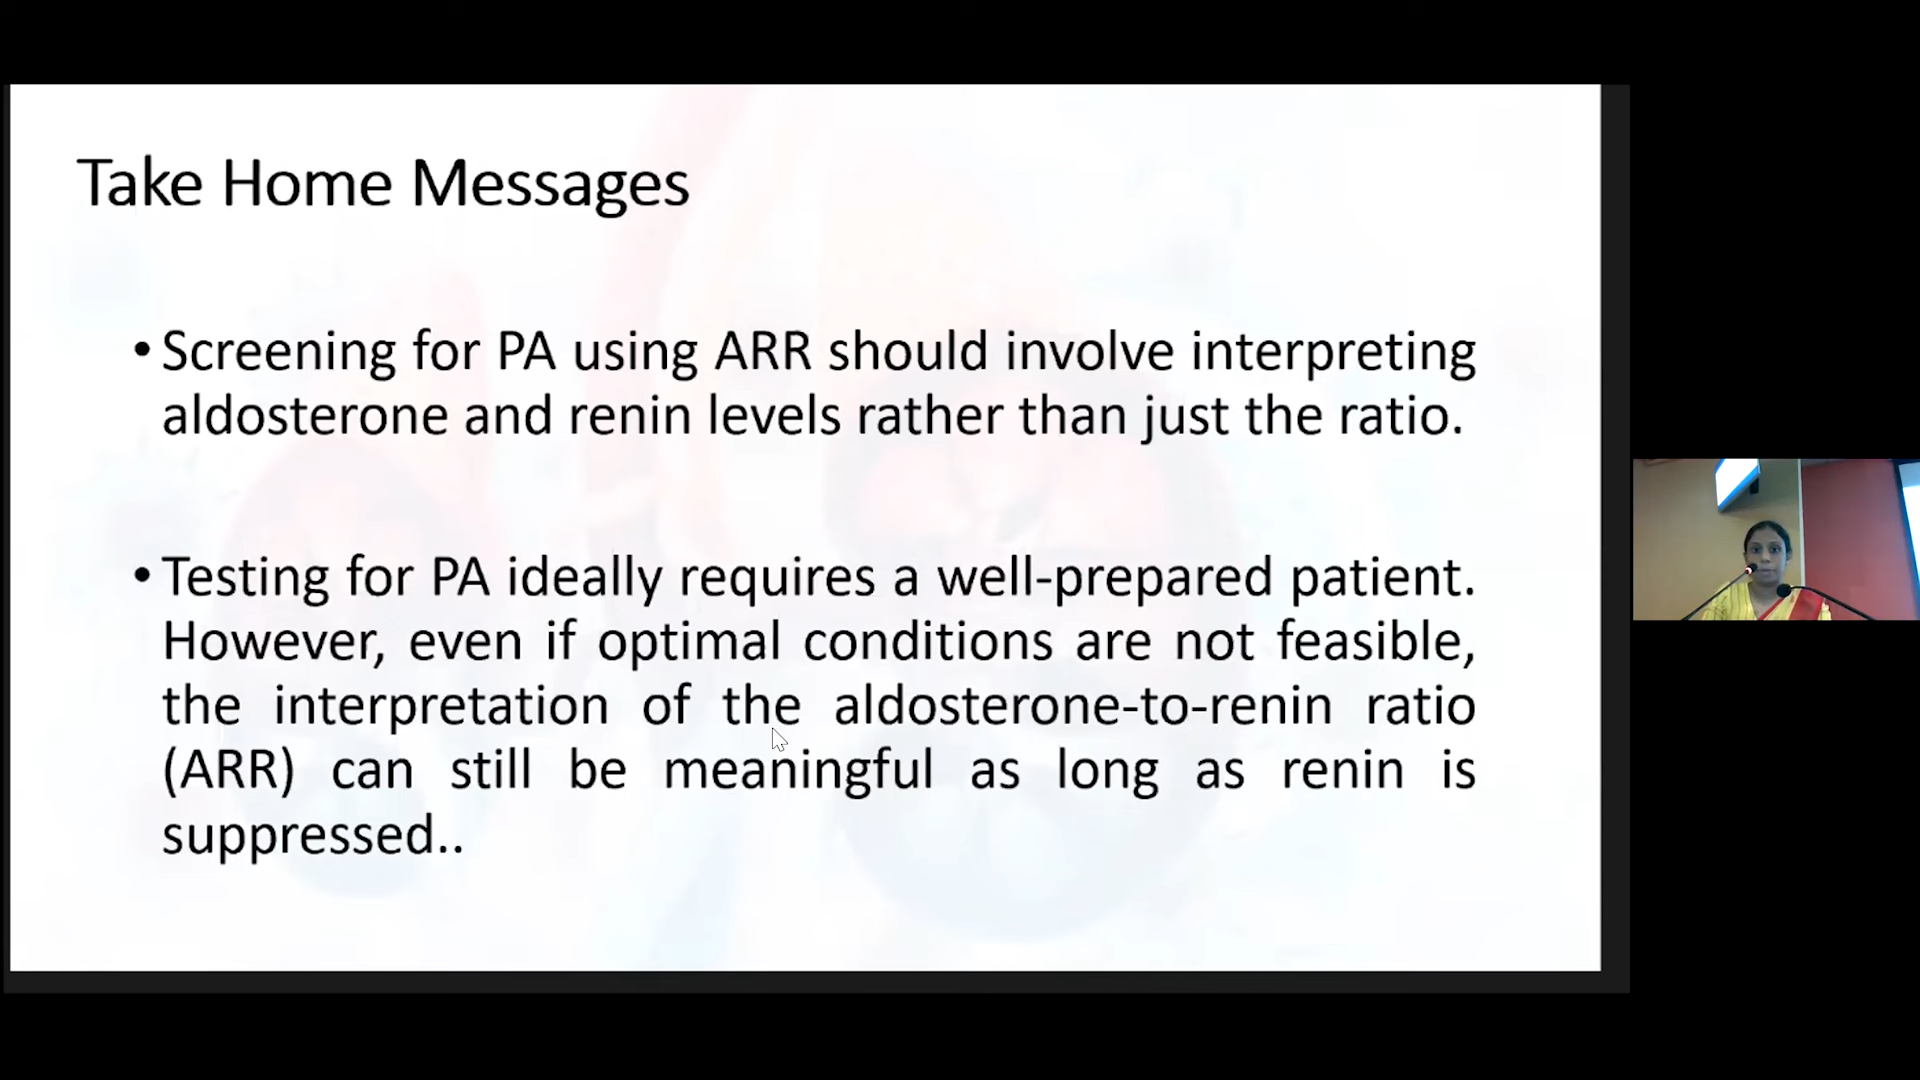 Take Home Messages
•Screening for PA using ARR should involve interpreting
aldosterone and renin levels rather than just the ratio.
•Testing for PA ideally requires a well-prepared patient.
However, even if optimal conditions are not feasible,
the interpretation of the aldosterone-to-renin ratio
(ARR) can still be meaningful as long as renin is
suppressed..